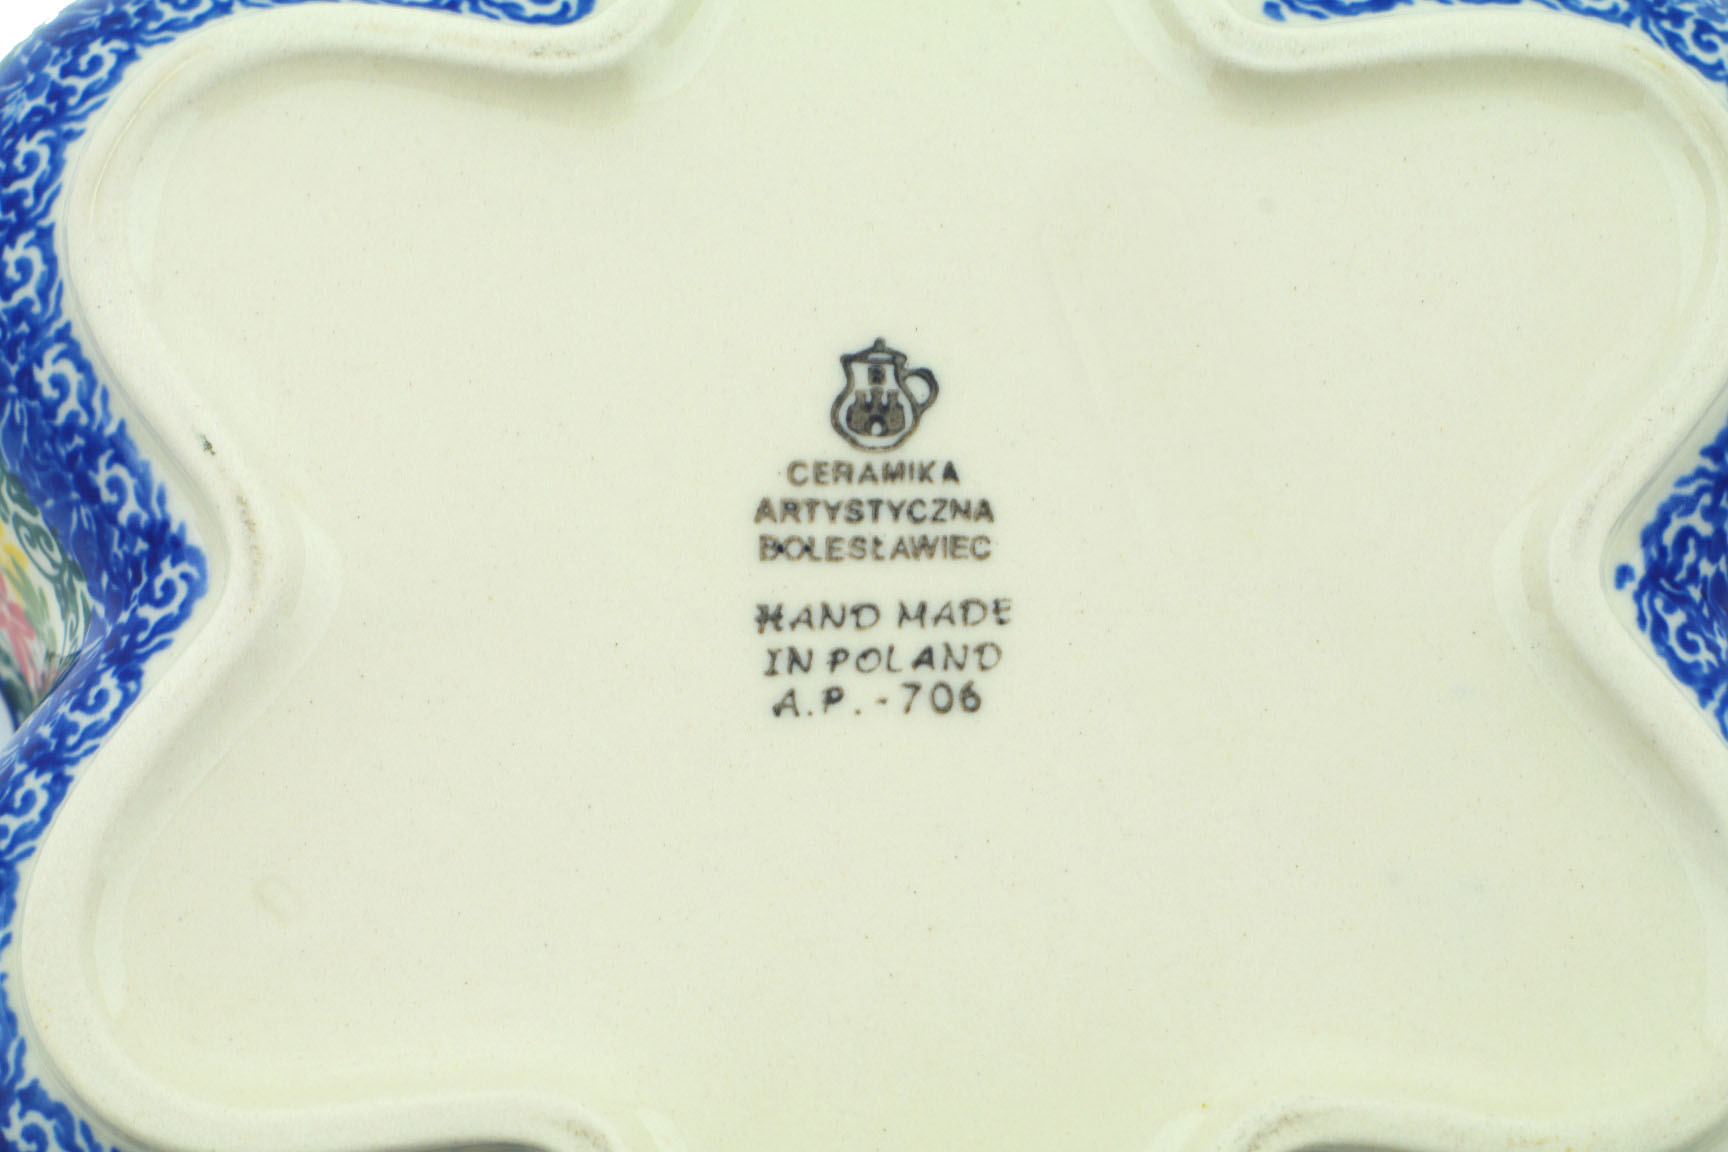 CERAMIKA
ARTYSTYCZNA
BOLESŁAWIEC
HAND MADE
IN POLAND
A.P.-706